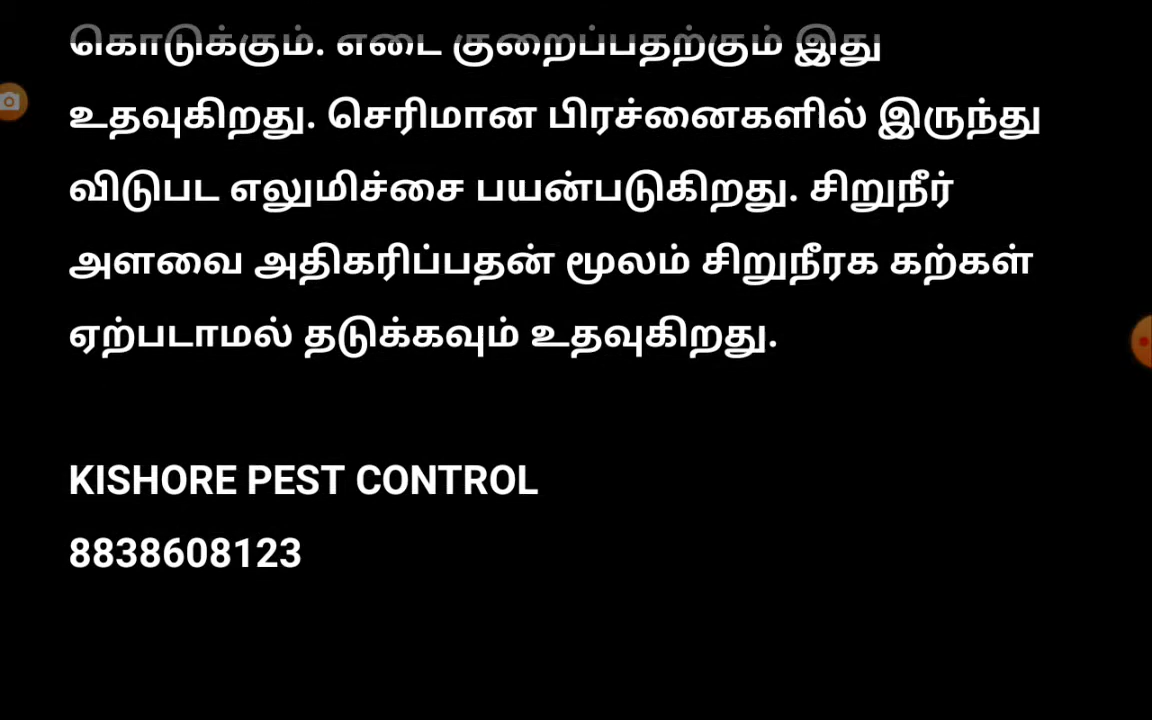 கொடுக்கும். எடை குறைப்பதற்கும் இது
உதவுகிறது. செரிமான பிரச்னைகளில் இருந்து
விடுபட எலுமிச்சை பயன்படுகிறது. சிறுநீர்
அளவை அதிகரிப்பதன் மூலம் சிறுநீரக கற்கள்
ஏற்படாமல் தடுக்கவும் உதவுகிறது.
KISHORE PEST CONTROL
8838608123